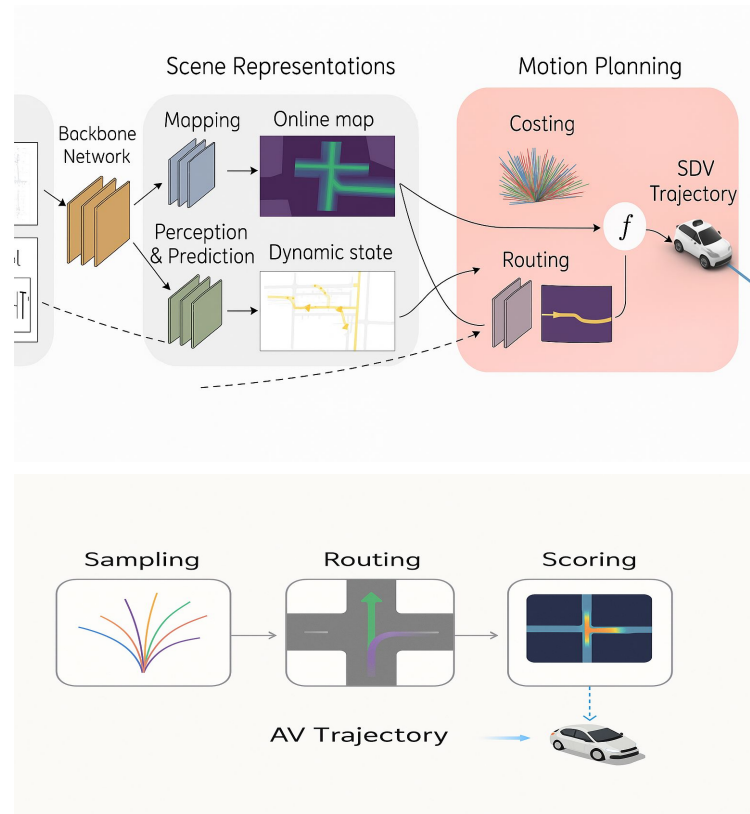 Scene Representations
Motion Planning
Backbone
Network
Mapping
Online map
Costing
SDV
Trajectory
f
Perception
& Prediction
Dynamic state
Routing
Sampling
Routing
Scoring
AV Trajectory